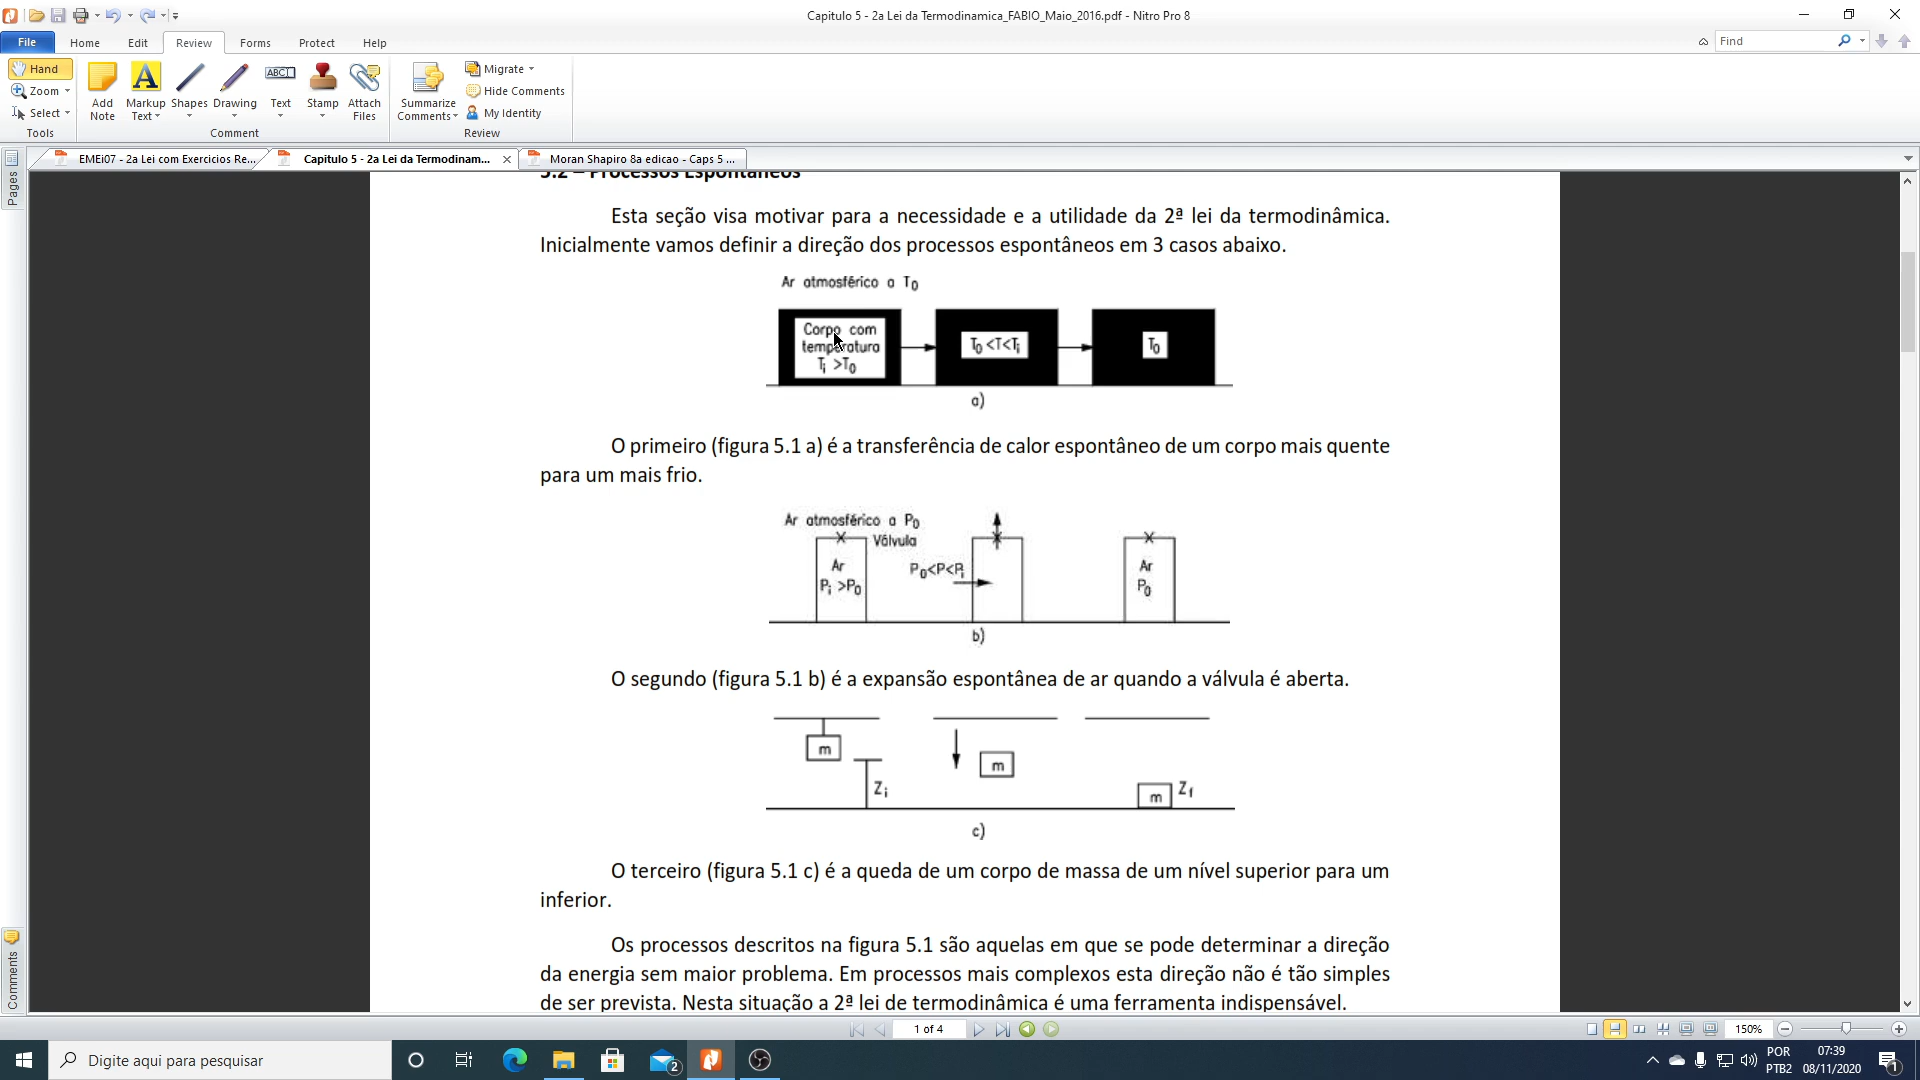 Capitulo 5 - 2a Lei da Termodinamica_FABIO_Maio_2016.pdf - Nitro Pro 8
File Home Edit Review Forms Protect Help
Find
Hand
Zoom
Select
Tools
Add Note
Markup Text
Shapes
Drawing
Text
Stamp
Attach Files
Comment
Summarize Comments
Migrate
Hide Comments
My Identity
Review
EMEi07 - 2a Lei com Exercicios Re...
Capitulo 5 - 2a Lei da Termodinam...
Moran Shapiro 8a edicao - Caps 5 ...
Pages
Comments
5.2 – Processos Espontâneos
Esta seção visa motivar para a necessidade e a utilidade da 2ª lei da termodinâmica.
Inicialmente vamos definir a direção dos processos espontâneos em 3 casos abaixo.
Ar atmosférico a T0
Corpo com
temperatura
Ti >T0
T0 <T<Ti
T0
a)
O primeiro (figura 5.1 a) é a transferência de calor espontâneo de um corpo mais quente
para um mais frio.
Ar atmosférico a P0
Válvula
Ar
Pi >P0
P0<P<Pi
Ar
P0
b)
O segundo (figura 5.1 b) é a expansão espontânea de ar quando a válvula é aberta.
m
Zi
m
m
Zf
c)
O terceiro (figura 5.1 c) é a queda de um corpo de massa de um nível superior para um
inferior.
Os processos descritos na figura 5.1 são aquelas em que se pode determinar a direção
da energia sem maior problema. Em processos mais complexos esta direção não é tão simples
de ser prevista. Nesta situação a 2ª lei de termodinâmica é uma ferramenta indispensável.
1 of 4
150%
Digite aqui para pesquisar
2
POR
PTB2
07:39
08/11/2020
1